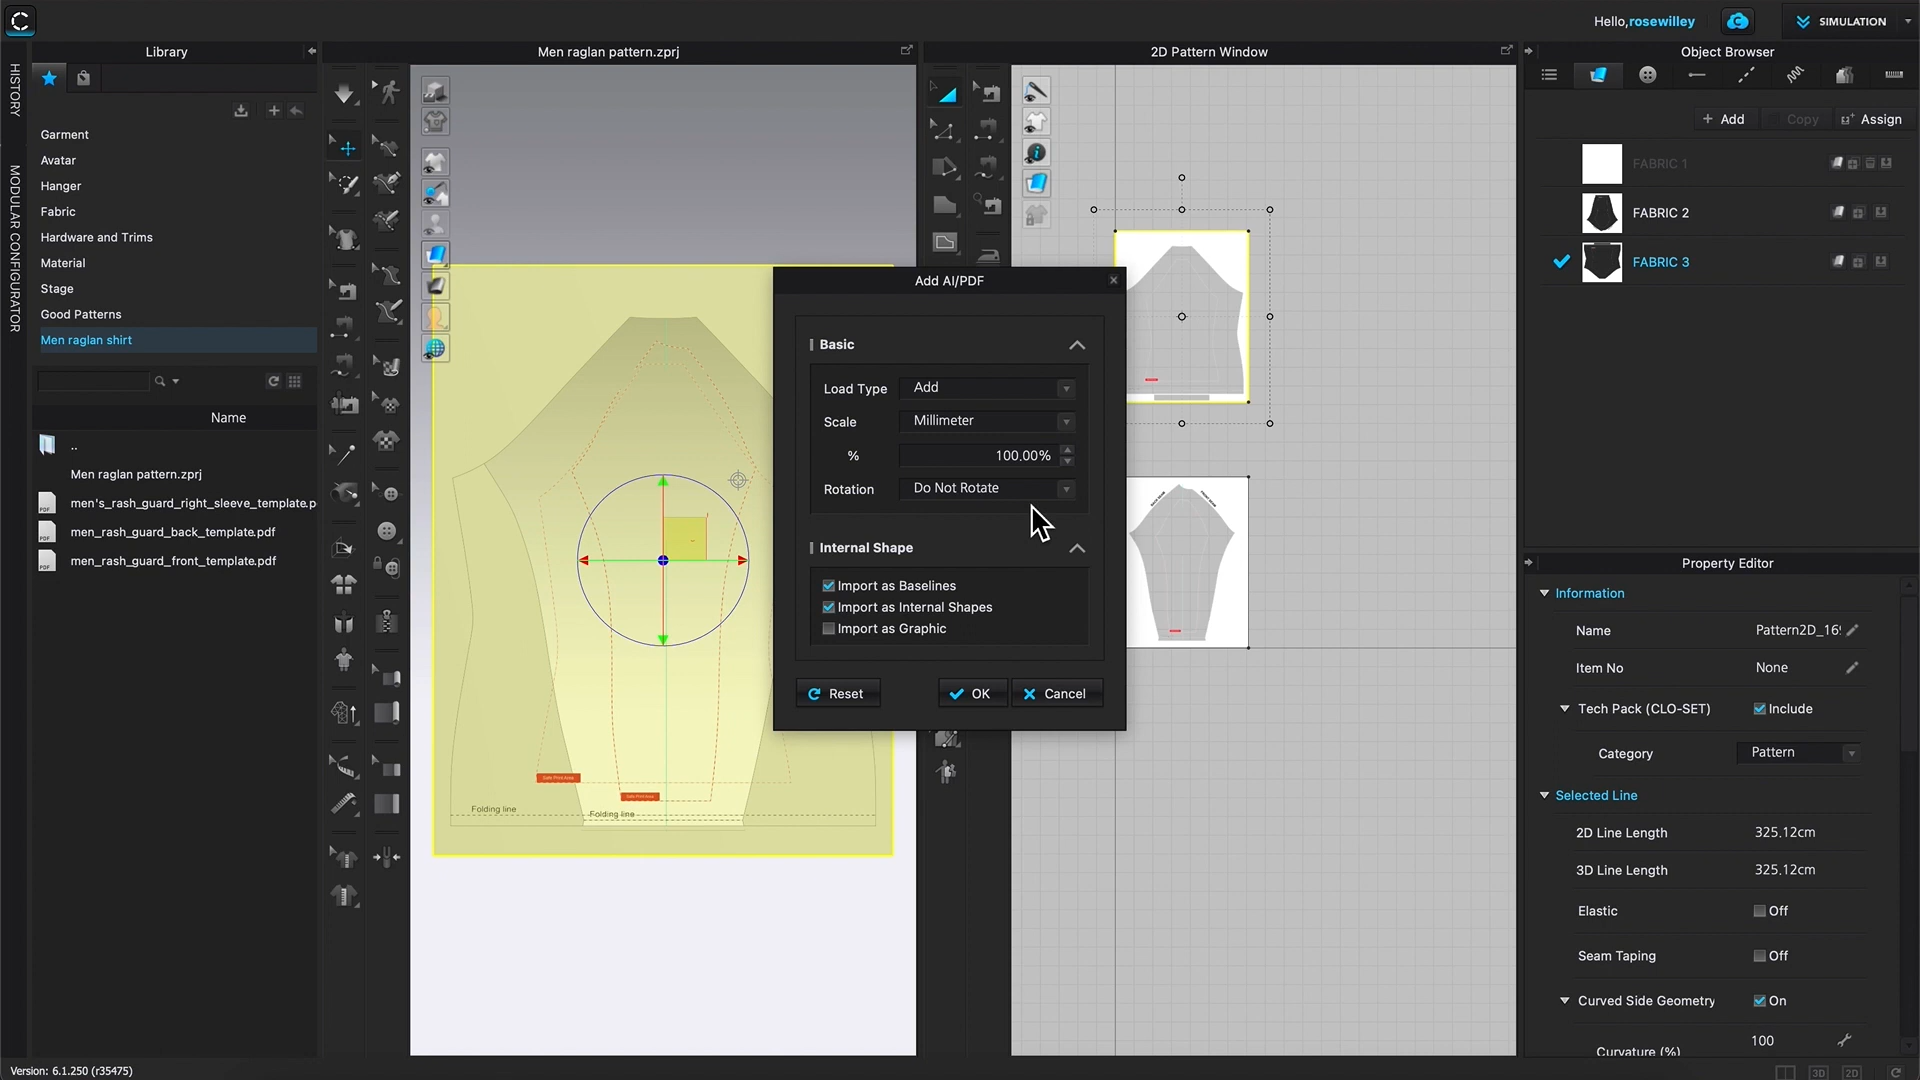 Hello,rosewilley
SIMULATION
Library
Men raglan pattern.zprj
2D Pattern Window
Object Browser
HISTORY
MODULAR CONFIGURATOR
Garment
Avatar
Hanger
Fabric
Hardware and Trims
Material
Stage
Good Patterns
Men raglan shirt
Name
..
Men raglan pattern.zprj
men's_rash_guard_right_sleeve_template.p
men_rash_guard_back_template.pdf
men_rash_guard_front_template.pdf
Folding line
Folding line
Add AI/PDF
Basic
Load Type
Add
Scale
Millimeter
%
100.00%
Rotation
Do Not Rotate
Internal Shape
Import as Baselines
Import as Internal Shapes
Import as Graphic
Reset
OK
Cancel
+ Add
Copy
Assign
FABRIC 1
FABRIC 2
FABRIC 3
Property Editor
Information
Name
Pattern2D_16
Item No
None
Tech Pack (CLO-SET)
Include
Category
Pattern
Selected Line
2D Line Length
325.12cm
3D Line Length
325.12cm
Elastic
Off
Seam Taping
Off
Curved Side Geometry
On
Curvature (%)
100
Version: 6.1.250 (r35475)
3D
2D